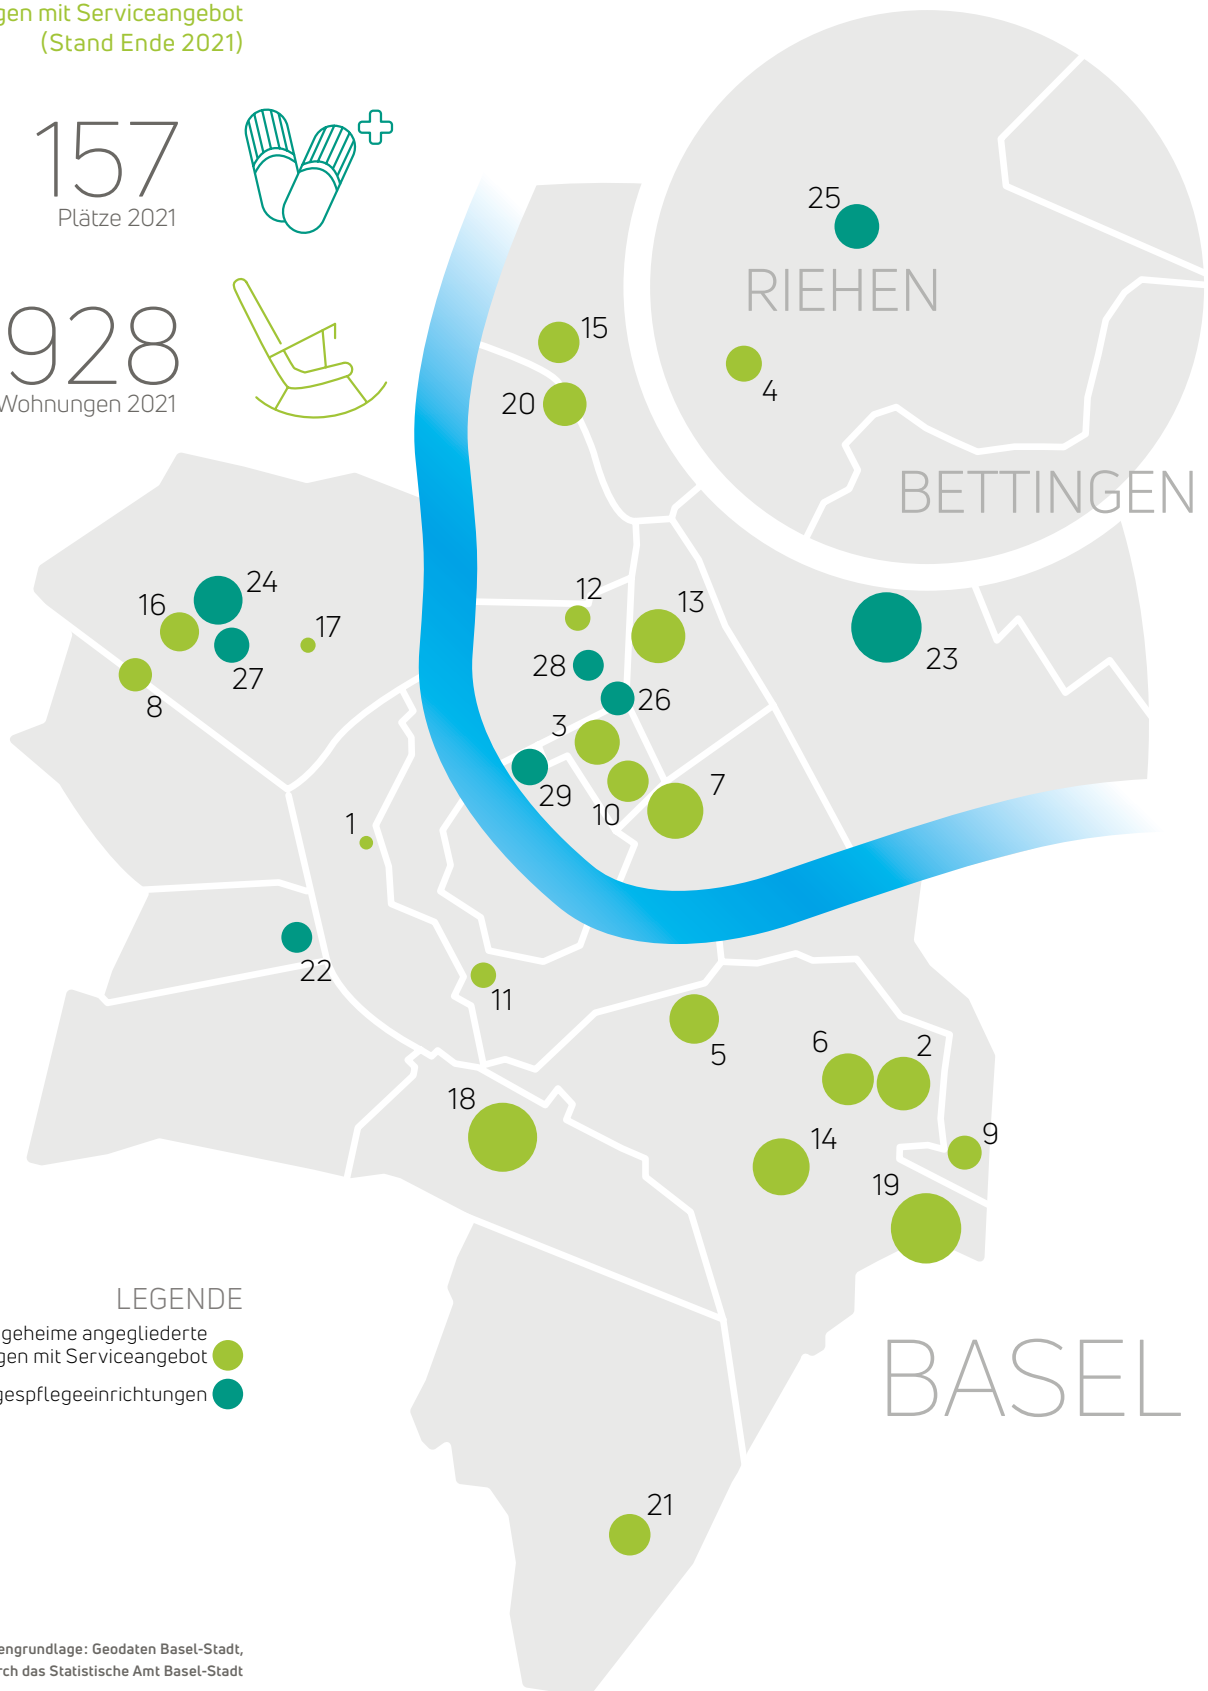 gen mit Serviceangebot
(Stand Ende 2021)
157
Plätze 2021
928
Wohnungen 2021
25
RIEHEN
4
BETTINGEN
15
20
12
13
28
26
23
3
29
10
7
24
16
17
27
8
1
22
11
5
6
2
18
14
9
19
21
BASEL
LEGENDE
geheime angegliederte
gen mit Serviceangebot
gespflegeeinrichtungen
engrundlage: Geodaten Basel-Stadt,
rch das Statistische Amt Basel-Stadt